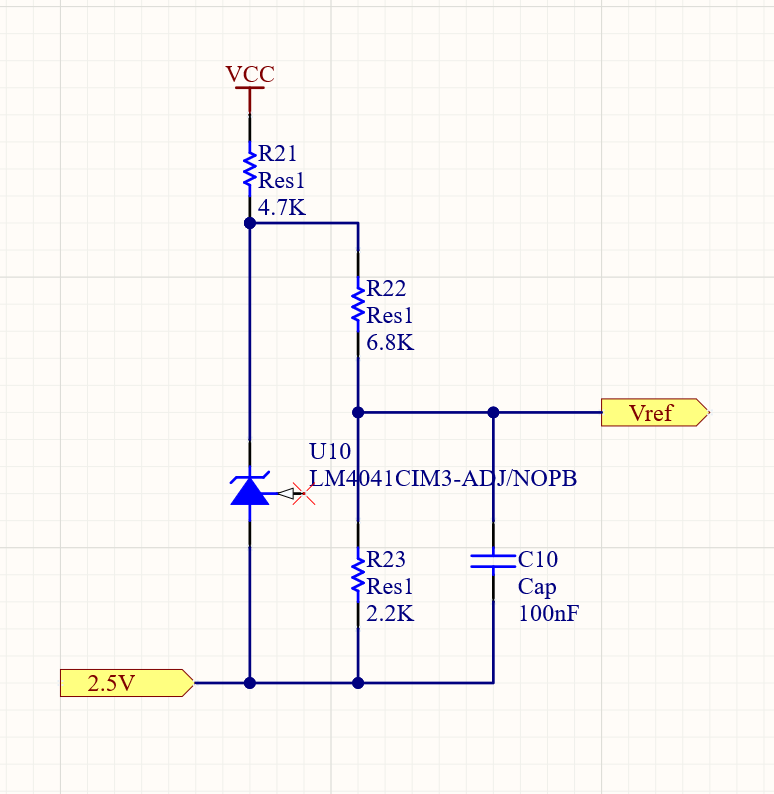 VCC
R21
Res1
4.7K
R22
Res1
6.8K
Vref
U10
LM4041CIM3-ADJ/NOPB
R23
Res1
2.2K
C10
Cap
100nF
2.5V